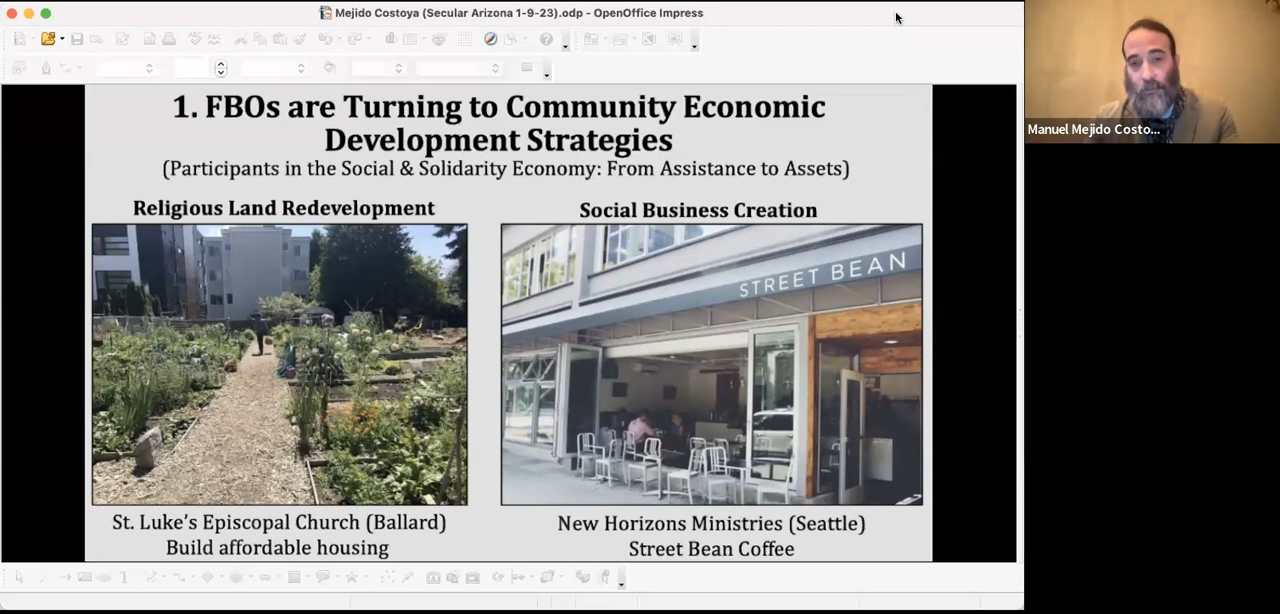 Mejido Costoya (Secular Arizona 1-9-23).odp - OpenOffice Impress
1. FBOs are Turning to Community Economic
Development Strategies
(Participants in the Social & Solidarity Economy: From Assistance to Assets)
Religious Land Redevelopment
Social Business Creation
STREET BEAN
St. Luke's Episcopal Church (Ballard)
Build affordable housing
New Horizons Ministries (Seattle)
Street Bean Coffee
Manuel Mejido Costo...